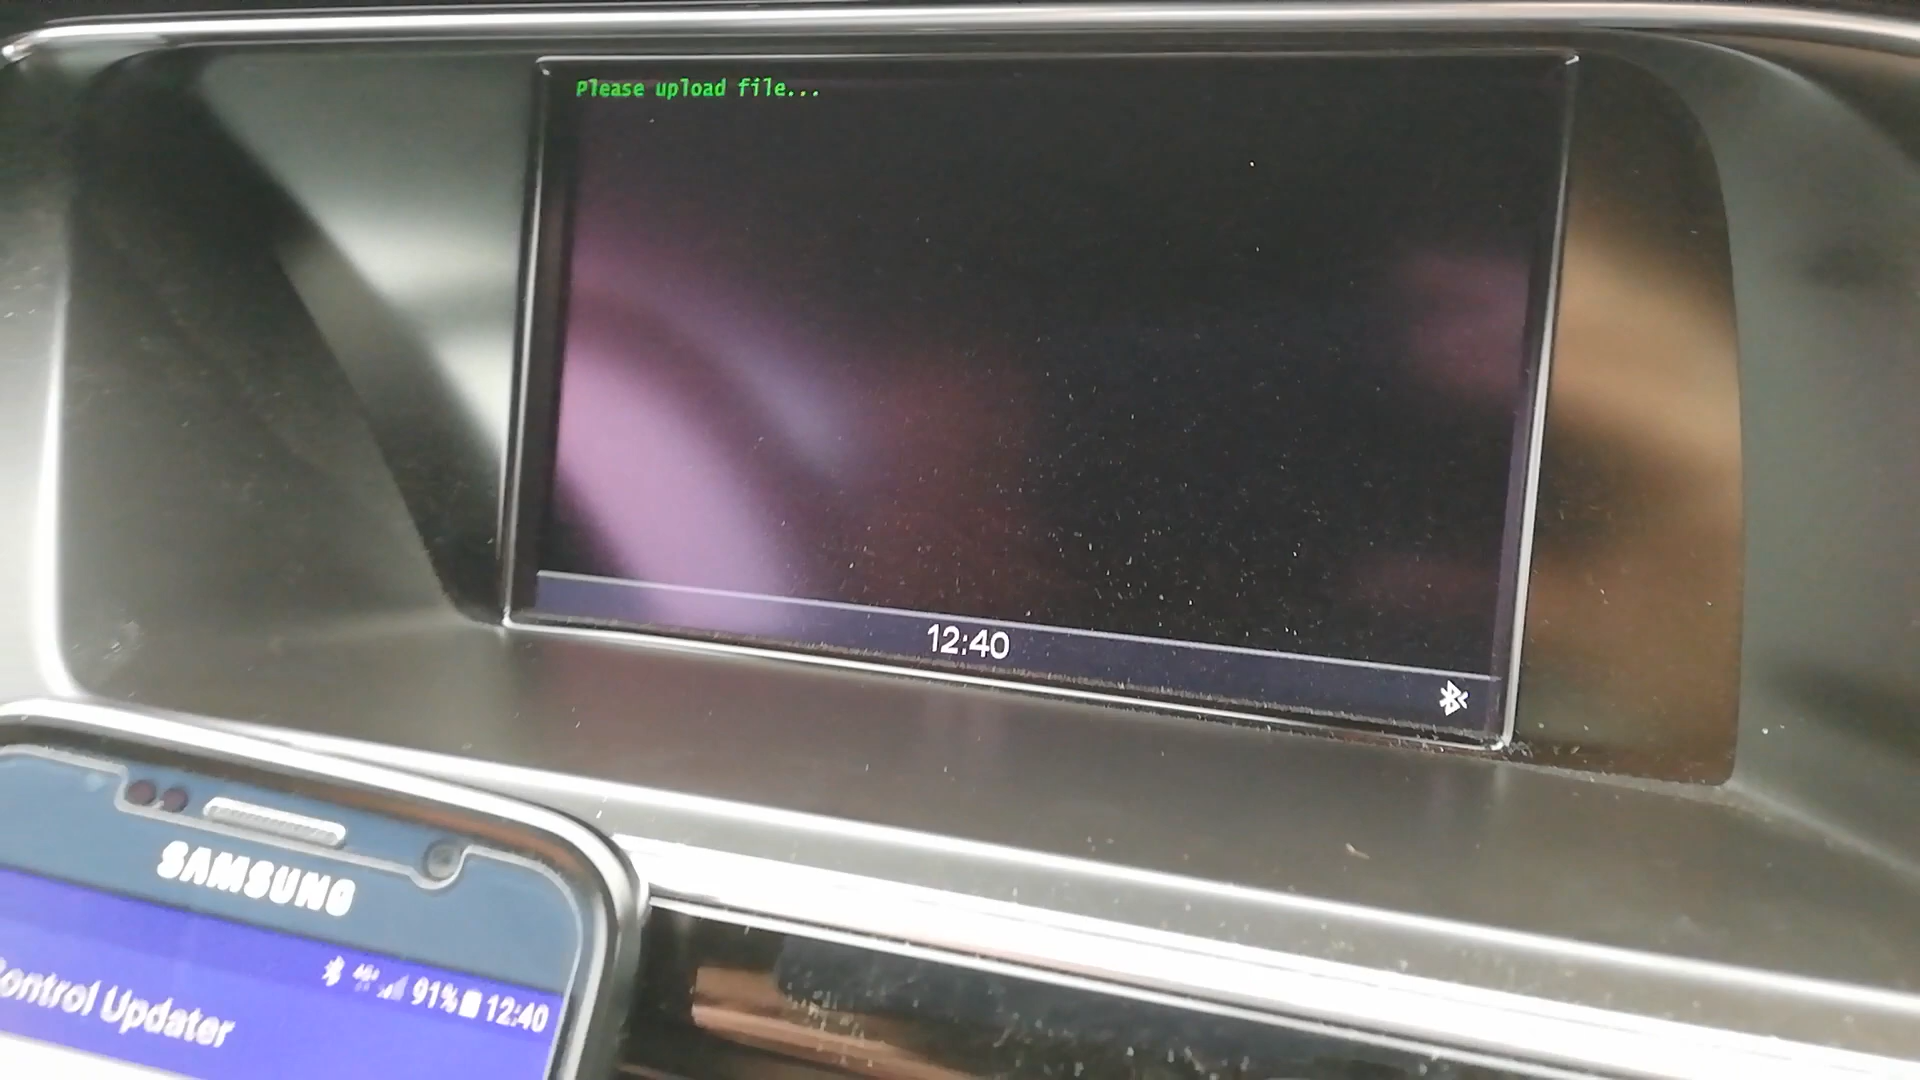 Please upload file...
12:40
SAMSUNG
91% 12:40
ontrol Updater